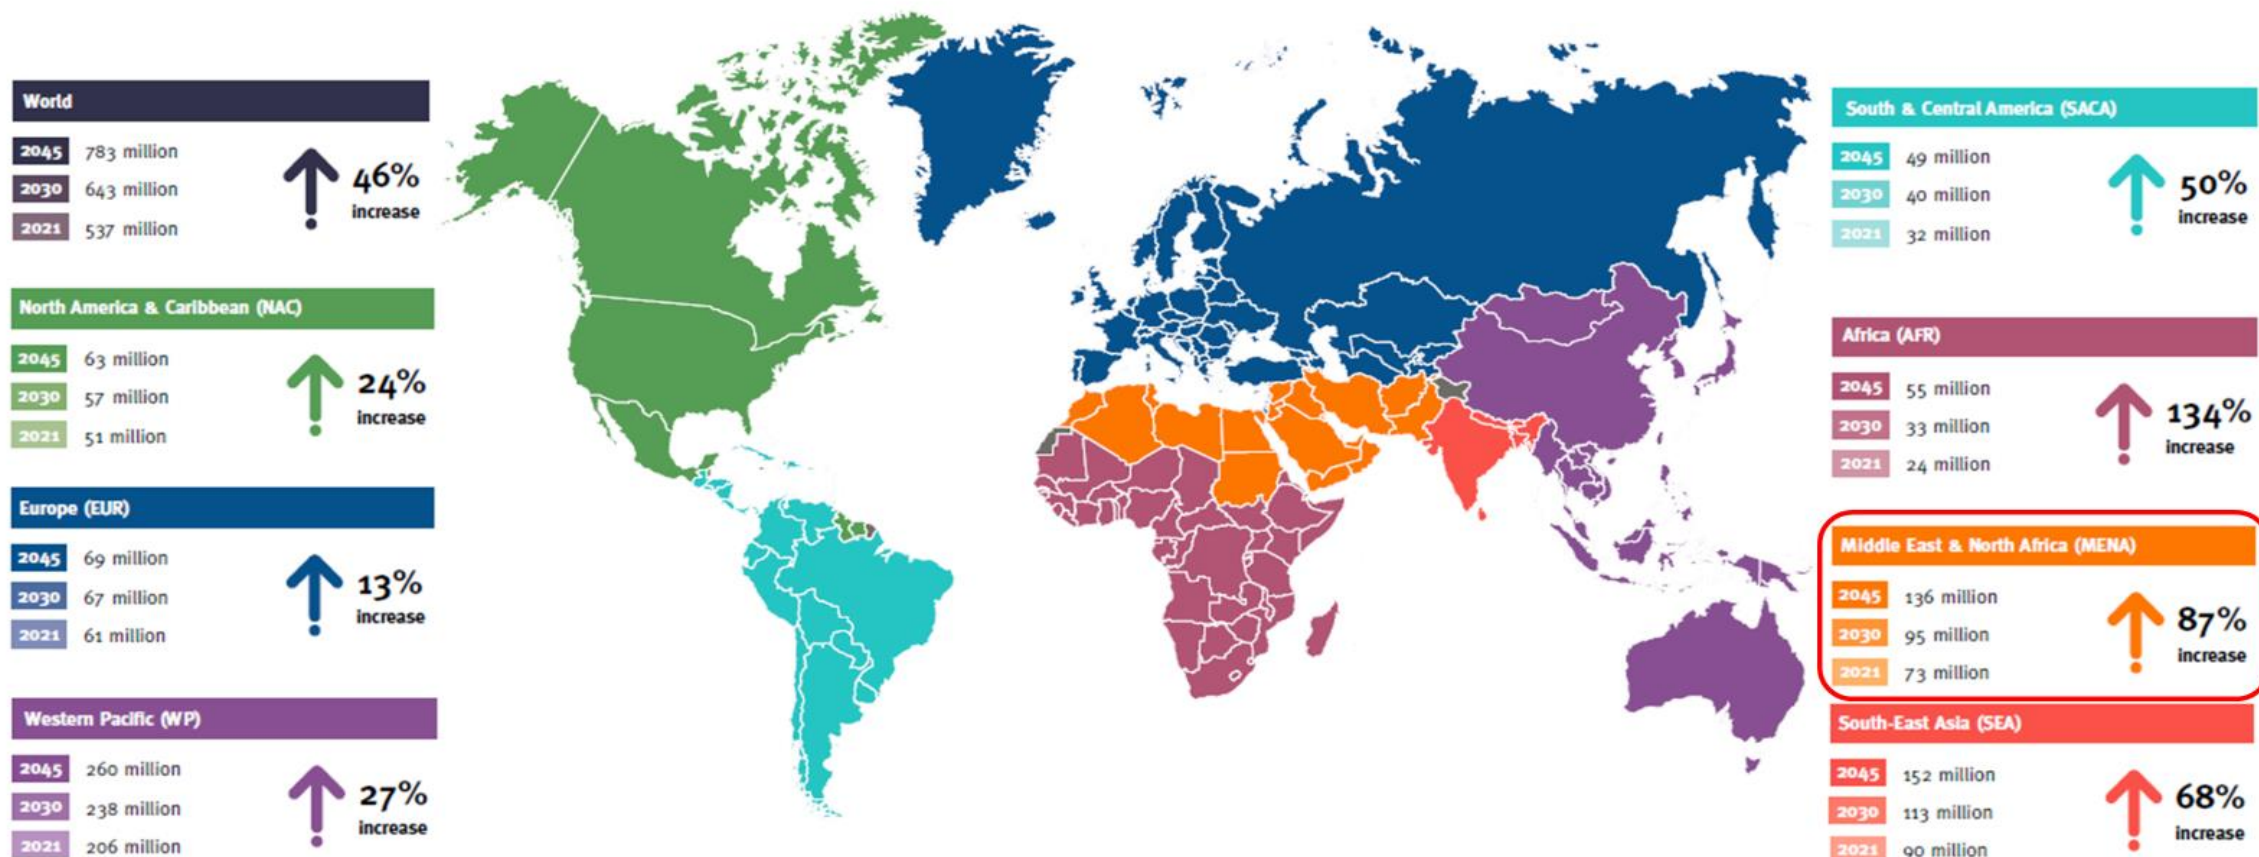 World
2045 783 million
2030 643 million
2021 537 million
46%
increase
North America & Caribbean (NAC)
2045 63 million
2030 57 million
2021 51 million
24%
increase
Europe (EUR)
2045 69 million
2030 67 million
2021 61 million
13%
increase
Western Pacific (WP)
2045 260 million
2030 238 million
2021 206 million
27%
increase
South & Central America (SACA)
2045 49 million
2030 40 million
2021 32 million
50%
increase
Africa (AFR)
2045 55 million
2030 33 million
2021 24 million
134%
increase
Middle East & North Africa (MENA)
2045 136 million
2030 95 million
2021 73 million
87%
increase
South-East Asia (SEA)
2045 152 million
2030 113 million
2021 90 million
68%
increase